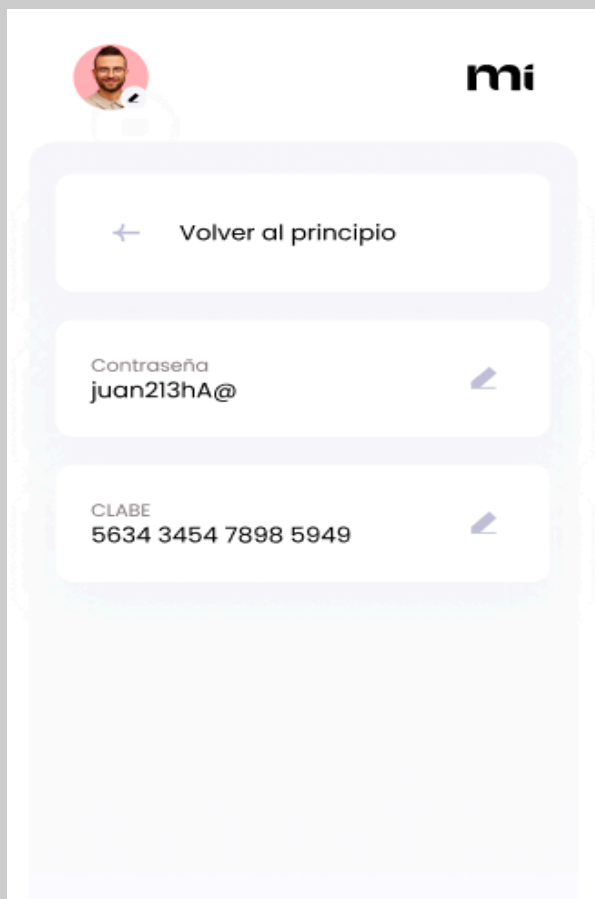 mi
Volver al principio
Contraseña
juan213hA@
CLABE
5634 3454 7898 5949